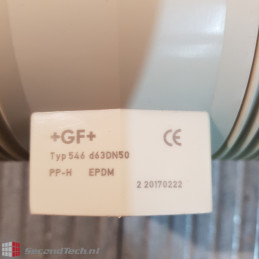 +GF+
CE
Typ 546 d63DN50
PP-H EPDM
2 20170222
SecondTech.nl